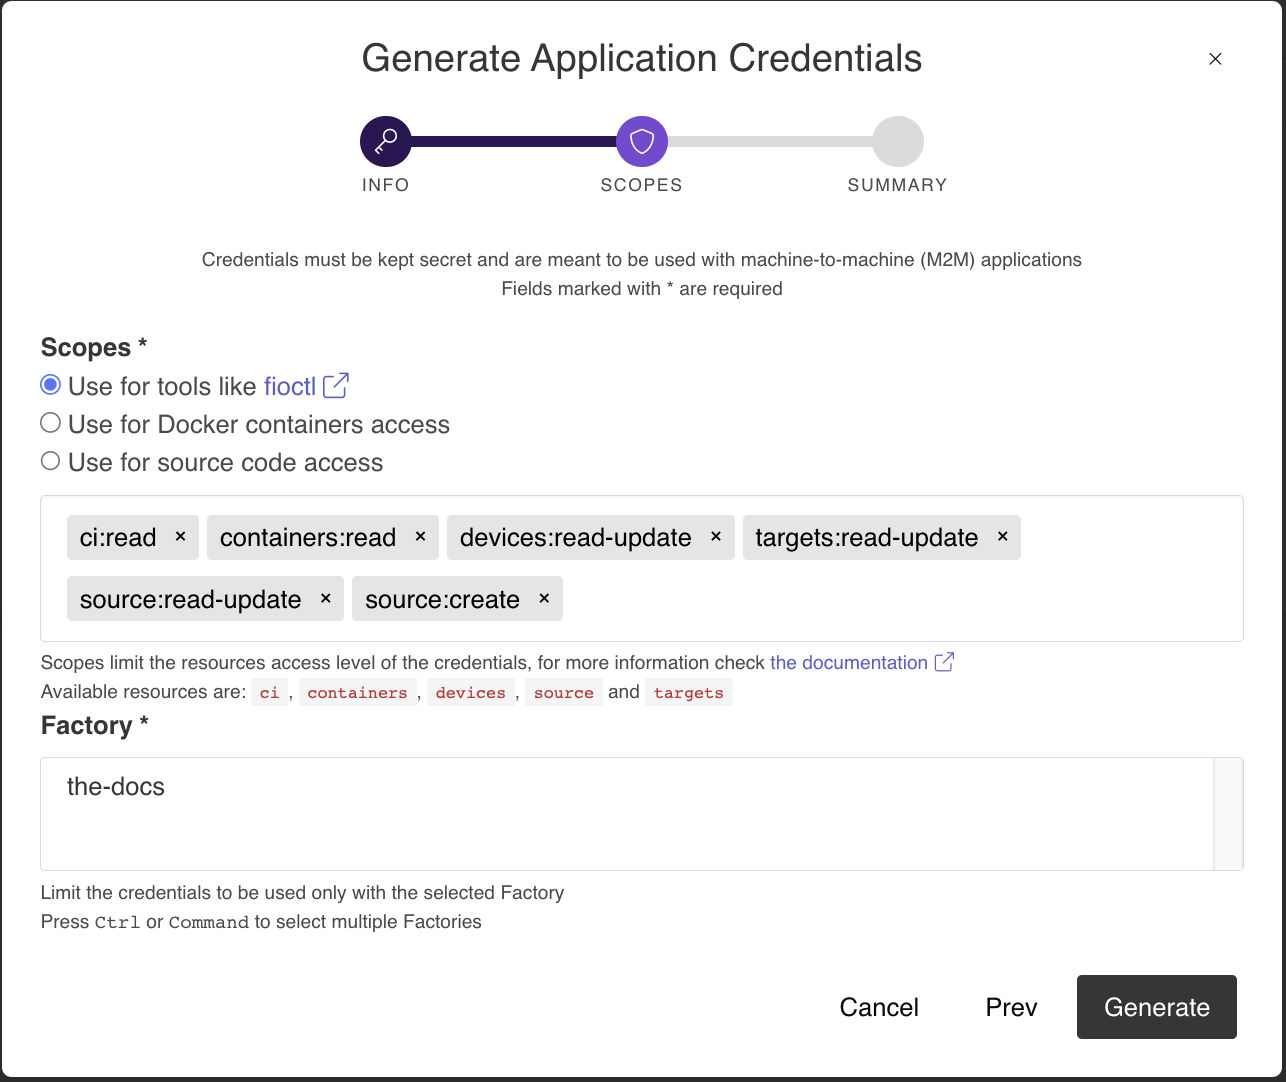 Generate Application Credentials
×
INFO
SCOPES
SUMMARY
Credentials must be kept secret and are meant to be used with machine-to-machine (M2M) applications
Fields marked with * are required
Scopes *
Use for tools like fioctl
Use for Docker containers access
Use for source code access
ci:read × containers:read × devices:read-update × targets:read-update ×
source:read-update × source:create ×
Scopes limit the resources access level of the credentials, for more information check the documentation
Available resources are: ci, containers, devices, source and targets
Factory *
the-docs
Limit the credentials to be used only with the selected Factory
Press Ctrl or Command to select multiple Factories
Cancel Prev Generate